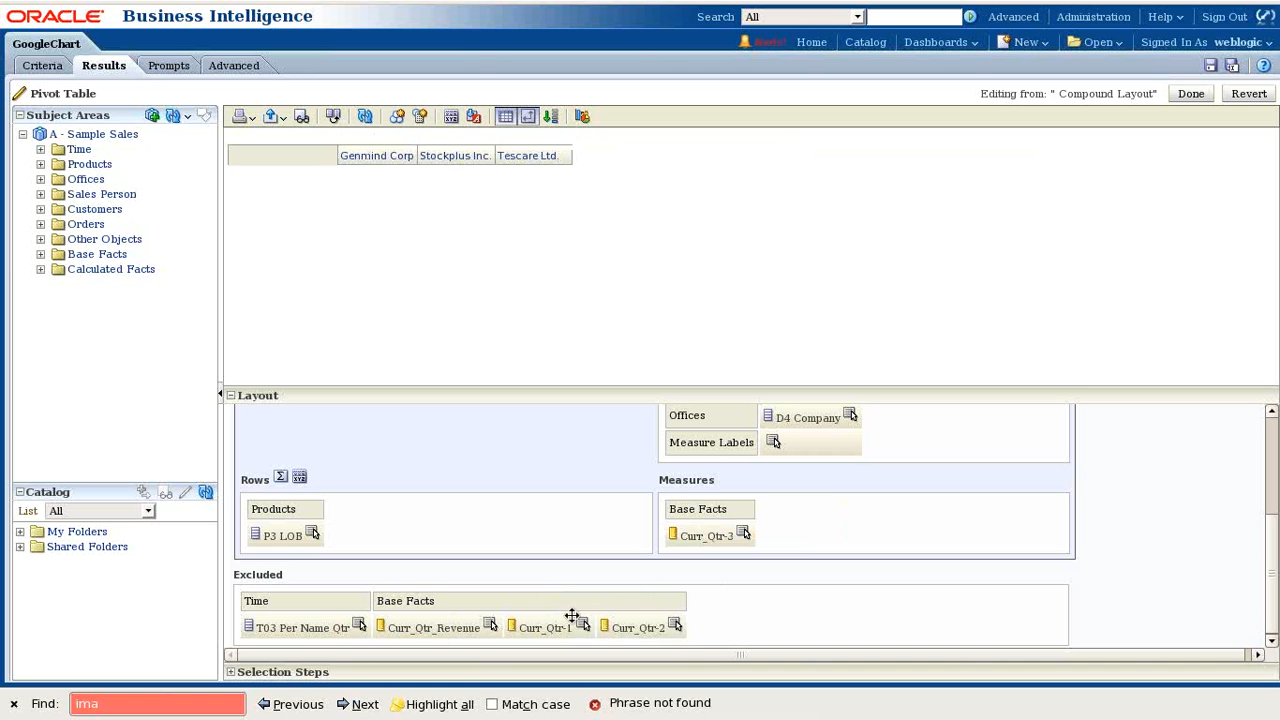 ORACLE Business Intelligence Search All Advanced Administration Help Sign Out
GoogleChart Home Catalog Dashboards New Open Signed In As weblogic
Criteria Results Prompts Advanced
Pivot Table Editing from: " Compound Layout" Done Revert
Subject Areas
A - Sample Sales
Time
Products
Offices
Sales Person
Customers
Orders
Other Objects
Base Facts
Calculated Facts
Genmind Corp Stockplus Inc. Tescare Ltd.
Layout
Offices D4 Company
Measure Labels
Rows Measures
Products Base Facts
P3 LOB Curr_Qtr-3
Excluded
Time Base Facts
T03 Per Name Qtr Curr_Qtr_Revenue Curr_Qtr-1 Curr_Qtr-2
Catalog
List All
My Folders
Shared Folders
Selection Steps
Find: ima Previous Next Highlight all Match case Phrase not found